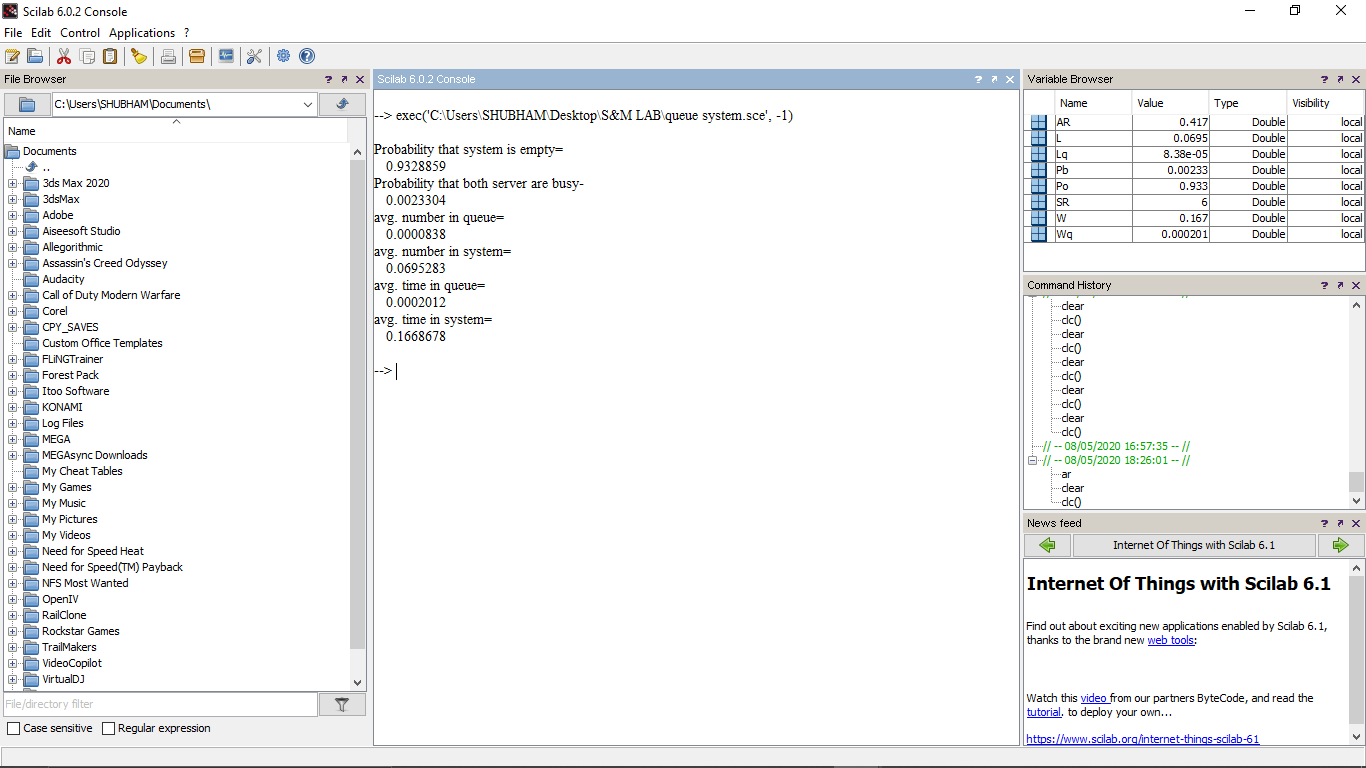 Scilab 6.0.2 Console
File Edit Control Applications ?
File Browser
C:\Users\SHUBHAM\Documents\
Name
Documents
..
3ds Max 2020
3dsMax
Adobe
Aiseesoft Studio
Allegorithmic
Assassin's Creed Odyssey
Audacity
Call of Duty Modern Warfare
Corel
CPY_SAVES
Custom Office Templates
FLiNGTrainer
Forest Pack
Itoo Software
KONAMI
Log Files
MEGA
MEGAsync Downloads
My Cheat Tables
My Games
My Music
My Pictures
My Videos
Need for Speed Heat
Need for Speed(TM) Payback
NFS Most Wanted
OpenIV
RailClone
Rockstar Games
TrailMakers
VideoCopilot
VirtualDJ
File/directory filter
Case sensitive Regular expression
Scilab 6.0.2 Console
--> exec('C:\Users\SHUBHAM\Desktop\S&M LAB\queue system.sce', -1)
Probability that system is empty=
0.9328859
Probability that both server are busy-
0.0023304
avg. number in queue=
0.0000838
avg. number in system=
0.0695283
avg. time in queue=
0.0002012
avg. time in system=
0.1668678
-->
Variable Browser
Name Value Type Visibility
AR 0.417 Double local
L 0.0695 Double local
Lq 8.38e-05 Double local
Pb 0.00233 Double local
Po 0.933 Double local
SR 6 Double local
W 0.167 Double local
Wq 0.000201 Double local
Command History
clear
clc()
clear
clc()
clear
clc()
clear
clc()
clear
clc()
// -- 08/05/2020 16:57:35 -- //
// -- 08/05/2020 18:26:01 -- //
ar
clear
clc()
News feed
Internet Of Things with Scilab 6.1
Internet Of Things with Scilab 6.1
Find out about exciting new applications enabled by Scilab 6.1,
thanks to the brand new web tools:
Watch this video from our partners ByteCode, and read the
tutorial. to deploy your own...
https://www.scilab.org/internet-things-scilab-61